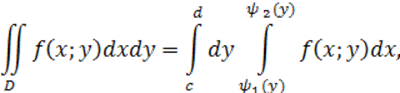 ∬_D f(x; y)dxdy = ∫_c^d dy ∫_{ψ₁(y)}^{ψ₂(y)} f(x; y)dx,